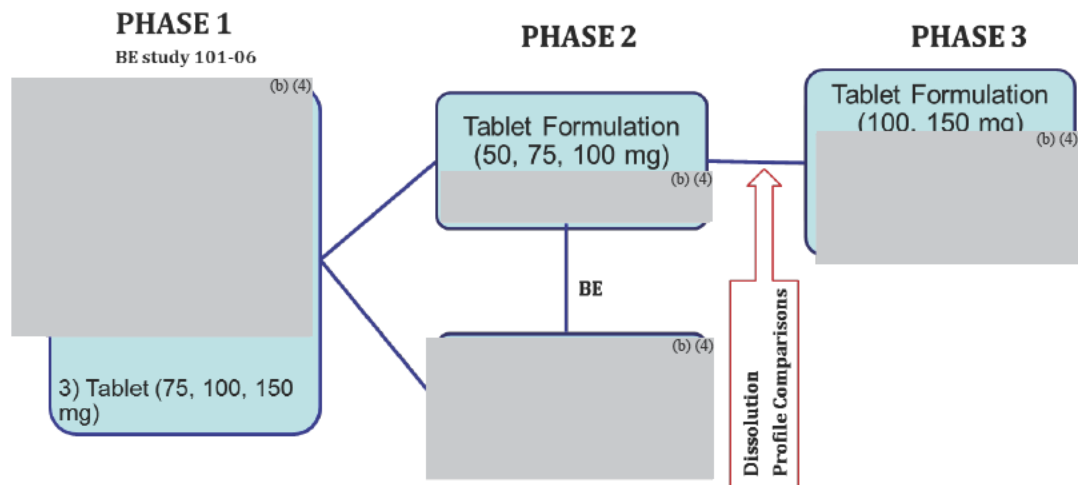 PHASE 1
BE study 101-06
(b) (4)
3) Tablet (75, 100, 150
mg)
PHASE 2
Tablet Formulation
(50, 75, 100 mg)
(b) (4)
BE
(b) (4)
Dissolution
Profile Comparisons
PHASE 3
Tablet Formulation
(100, 150 mg)
(b) (4)